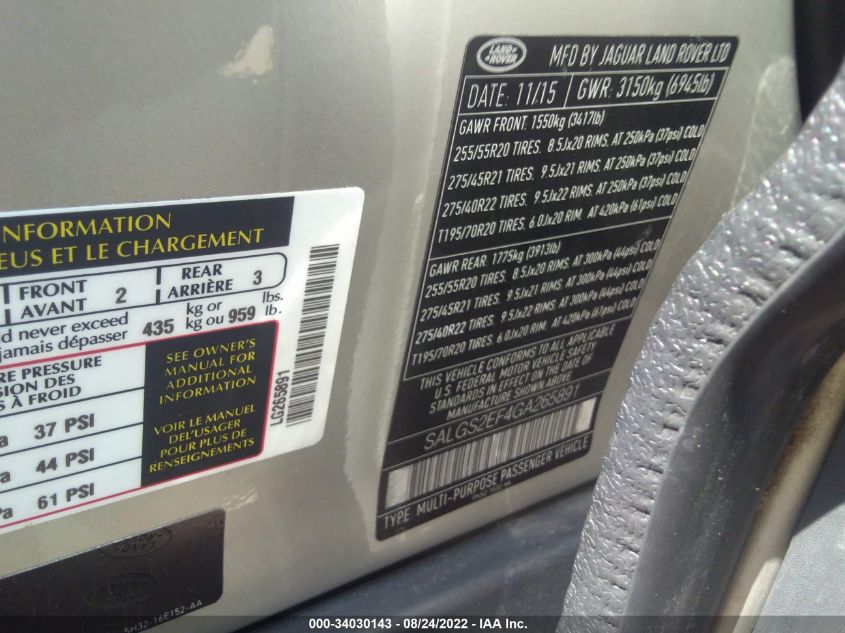 LAND
ROVER
MFD BY JAGUAR LAND ROVER LTD
DATE: 11/15
GWR: 3150kg (6945lb)
GAWR FRONT: 1550kg (3417lb)
255/55R20 TIRES. 8.5Jx20 RIMS. AT 250kPa (37psi) COLD
275/45R21 TIRES. 9.5Jx21 RIMS. AT 250kPa (37psi) COLD
275/40R22 TIRES. 9.5Jx22 RIMS. AT 250kPa (37psi) COLD
T195/70R20 TIRES. 6.0Jx20 RIM. AT 420kPa (61psi) COLD
GAWR REAR: 1775kg (3913lb)
255/55R20 TIRES. 8.5Jx20 RIMS. AT 300kPa (44psi) COLD
275/45R21 TIRES. 9.5Jx21 RIMS. AT 300kPa (44psi) COLD
275/40R22 TIRES. 9.5Jx22 RIMS. AT 300kPa (44psi) COLD
T195/70R20 TIRES. 6.0Jx20 RIM. AT 420kPa (61psi) COLD
THIS VEHICLE CONFORMS TO ALL APPLICABLE
U.S. FEDERAL MOTOR VEHICLE SAFETY
STANDARDS IN EFFECT ON THE DATE OF
MANUFACTURE SHOWN ABOVE
SALGS2EF4GA265891
TYPE: MULTI-PURPOSE PASSENGER VEHICLE
INFORMATION
EUS ET LE CHARGEMENT
FRONT
AVANT 2
REAR
ARRIÈRE 3
d never exceed
jamais dépasser
435 kg or
kg ou 959 lbs.
lb.
RE PRESSURE
SION DES
S À FROID
a 37 PSI
a 44 PSI
Pa 61 PSI
SEE OWNER'S
MANUAL FOR
ADDITIONAL
INFORMATION
VOIR LE MANUEL
DE L'USAGER
POUR PLUS DE
RENSEIGNEMENTS
LG265891
LAND
ROVER
16E152-AA
000-34030143 - 08/24/2022 - IAA Inc.